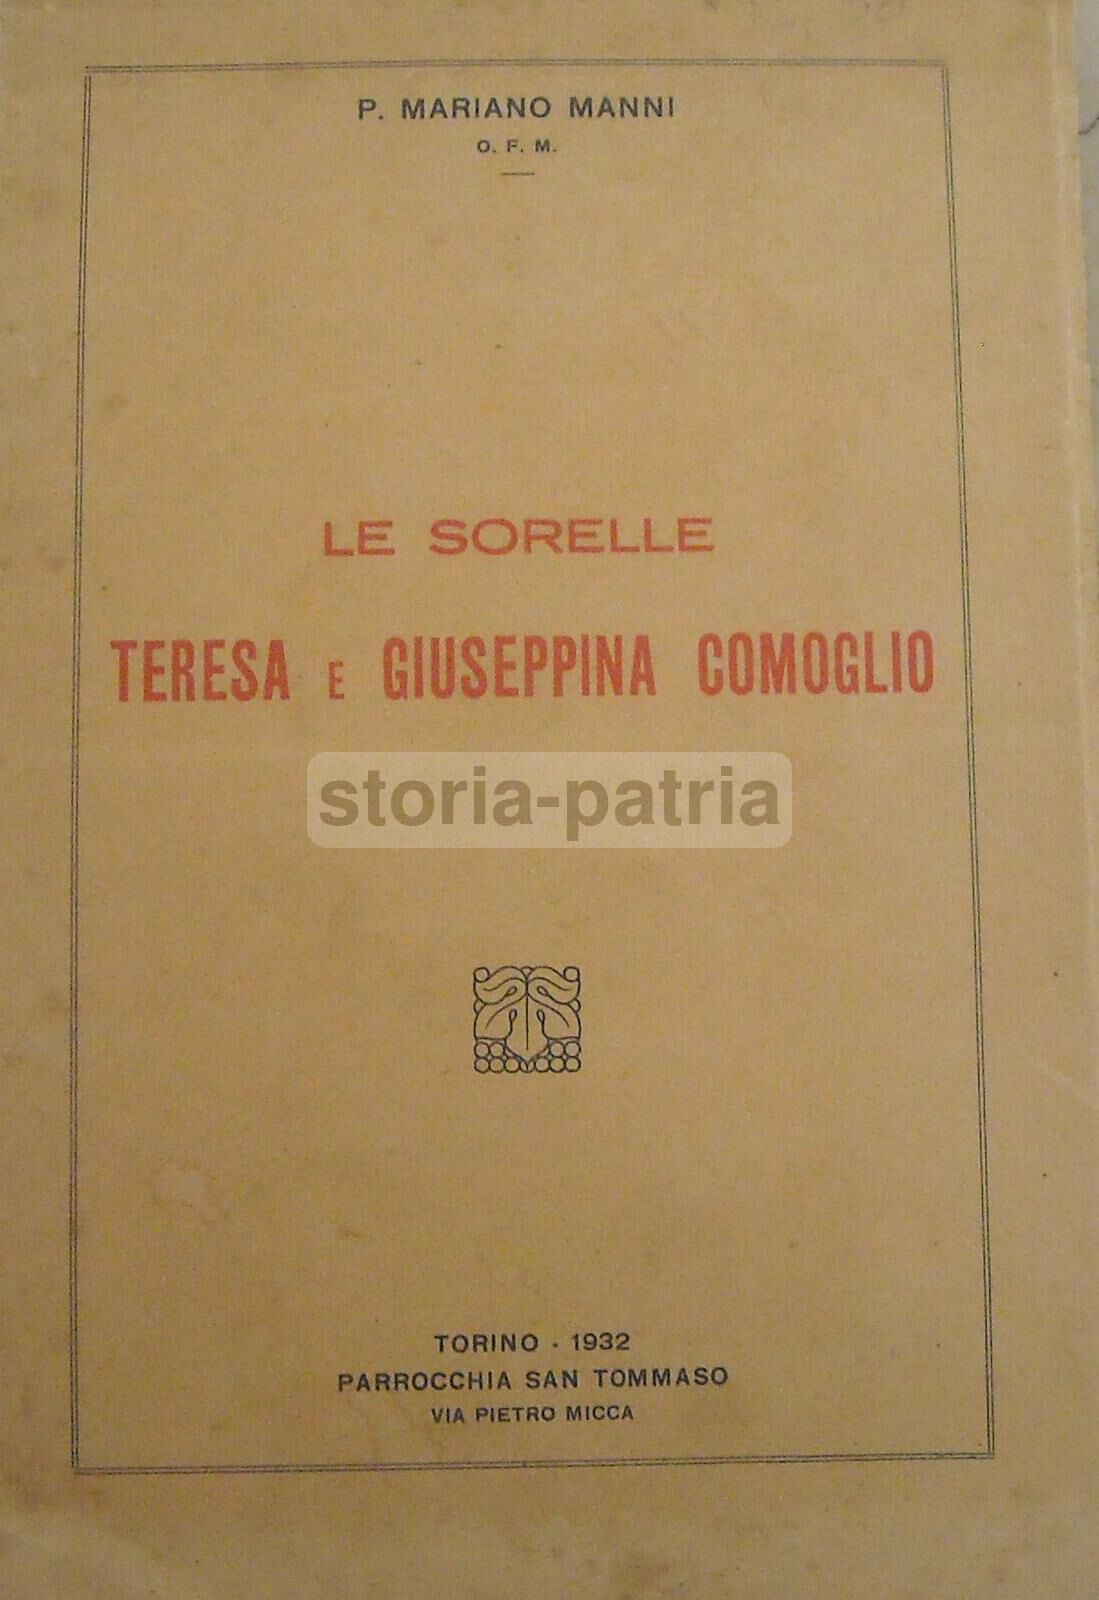 P. MARIANO MANNI
O. F. M.
LE SORELLE
TERESA E GIUSEPPINA COMOGLIO
storia-patria
TORINO - 1932
PARROCCHIA SAN TOMMASO
VIA PIETRO MICCA